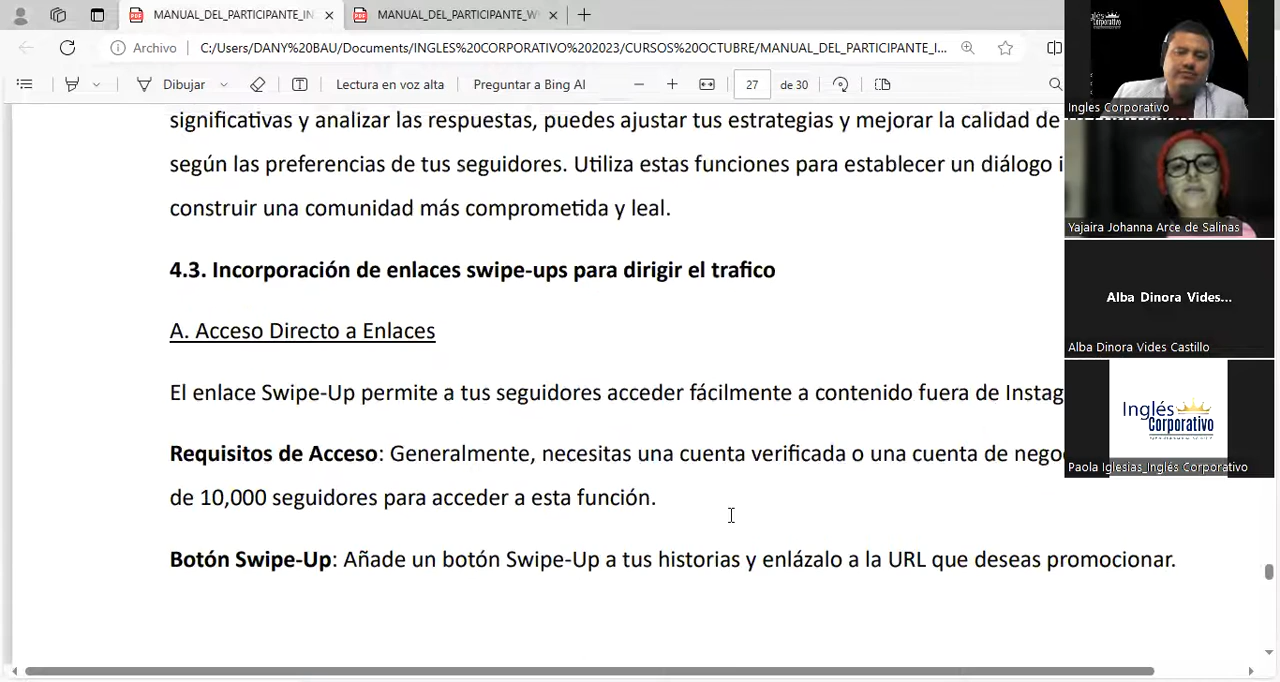 MANUAL_DEL_PARTICIPANTE_IN
MANUAL_DEL_PARTICIPANTE_W
Archivo
C:/Users/DANY%20BAU/Documents/INGLES%20CORPORATIVO%202023/CURSOS%20OCTUBRE/MANUAL_DEL_PARTICIPANTE_I...
Dibujar
Lectura en voz alta
Preguntar a Bing AI
27
de 30
significativas y analizar las respuestas, puedes ajustar tus estrategias y mejorar la calidad de
según las preferencias de tus seguidores. Utiliza estas funciones para establecer un diálogo i
construir una comunidad más comprometida y leal.
4.3. Incorporación de enlaces swipe-ups para dirigir el trafico
A. Acceso Directo a Enlaces
El enlace Swipe-Up permite a tus seguidores acceder fácilmente a contenido fuera de Instag
Requisitos de Acceso: Generalmente, necesitas una cuenta verificada o una cuenta de nego
de 10,000 seguidores para acceder a esta función.
Botón Swipe-Up: Añade un botón Swipe-Up a tus historias y enlázalo a la URL que deseas promocionar.
Inglés Corporativo
Ingles Corporativo
Yajaira Johanna Arce de Salinas
Alba Dinora Vides...
Alba Dinora Vides Castillo
Inglés
Corporativo
Paola Iglesias_Inglés Corporativo